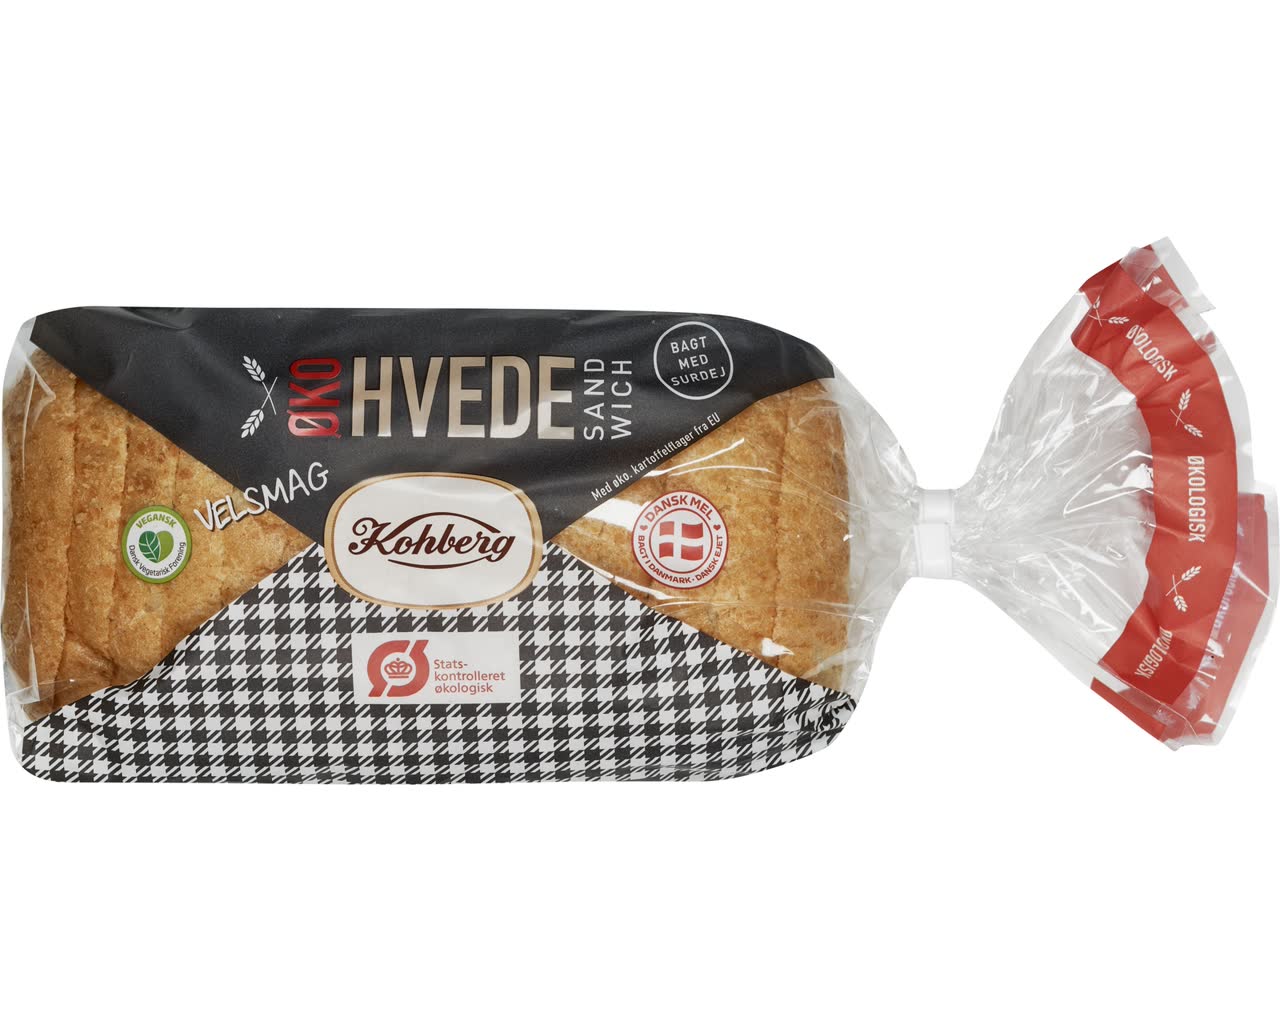 ØKO HVEDE SAND
WICH
BAGT
MED
SURDEJ
Med øko. kartoffelflager fra EU
VELSMAG
Kohberg
VEGANSK
Dansk Vegetarisk Forening
DANSK MEL
BAGT I DANMARK · DANSK EJET
Stats-
kontrolleret
økologisk
ØKOLOGISK
ØKOLOGISK
ØKOLOGISK